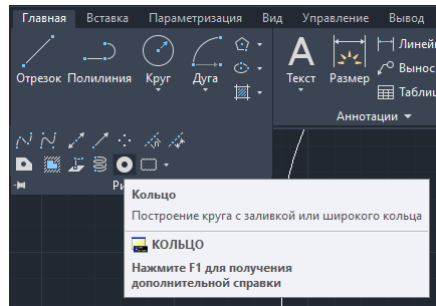 Главная Вставка Параметризация Вид Управление Вывод
Отрезок Полилиния Круг Дуга
Текст Размер
Линей
Вынос
Таблиц
Аннотации
Кольцо
Построение круга с заливкой или широкого кольца
КОЛЬЦО
Нажмите F1 для получения
дополнительной справки